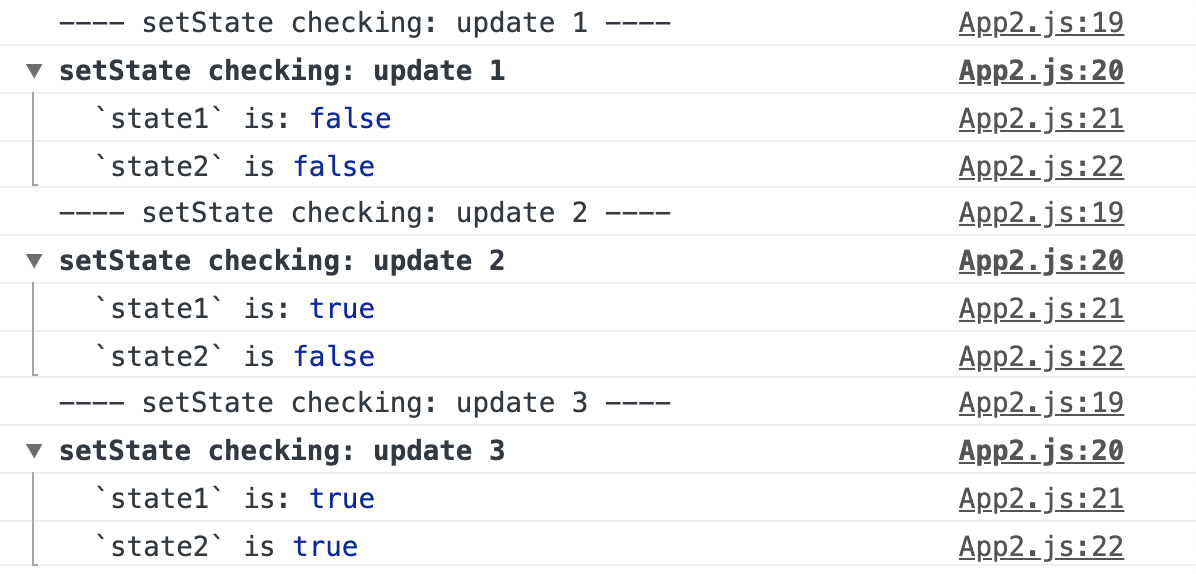 ---- setState checking: update 1 ---- App2.js:19
▼ setState checking: update 1 App2.js:20
`state1` is: false App2.js:21
`state2` is false App2.js:22
---- setState checking: update 2 ---- App2.js:19
▼ setState checking: update 2 App2.js:20
`state1` is: true App2.js:21
`state2` is false App2.js:22
---- setState checking: update 3 ---- App2.js:19
▼ setState checking: update 3 App2.js:20
`state1` is: true App2.js:21
`state2` is true App2.js:22